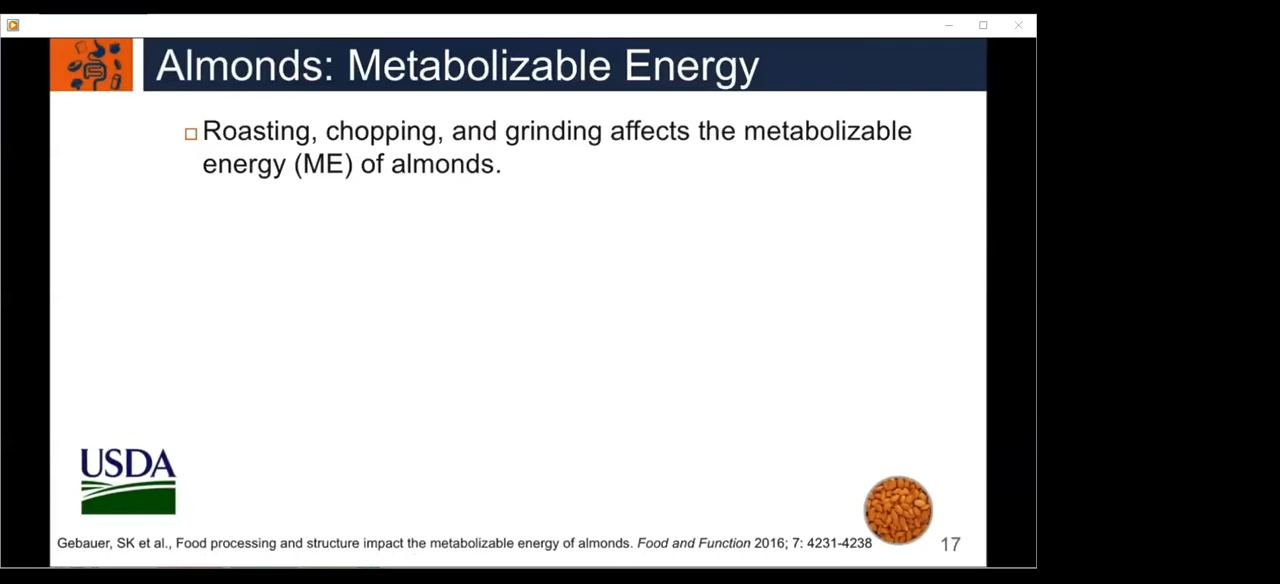 Almonds: Metabolizable Energy
Roasting, chopping, and grinding affects the metabolizable
energy (ME) of almonds.
USDA
Gebauer, SK et al., Food processing and structure impact the metabolizable energy of almonds. Food and Function 2016; 7: 4231-4238
17